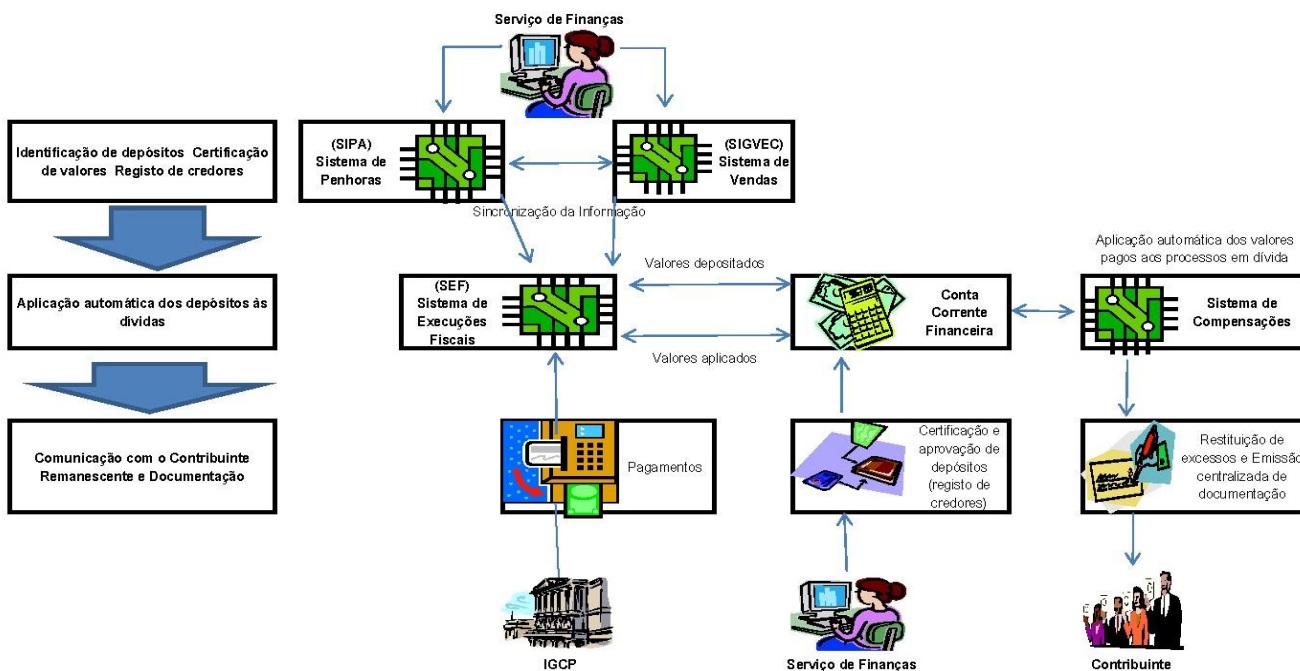 Serviço de Finanças
Identificação de depósitos Certificação
de valores Registo de credores
(SIPA)
Sistema de
Penhoras
(SIGVEC)
Sistema de
Vendas
Sincronização da Informação
Aplicação automática dos valores
pagos aos processos em dívida
Aplicação automática dos depósitos às
dívidas
(SEF)
Sistema de
Execuções
Fiscais
Valores depositados
Valores aplicados
Conta
Corrente
Financeira
Sistema de
Compensações
Comunicação com o Contribuinte
Remanescente e Documentação
Pagamentos
Certificação e
aprovação de
depósitos
(registo de
credores)
Restituição de
excessos e Emissão
centralizada de
documentação
IGCP
Serviço de Finanças
Contribuinte